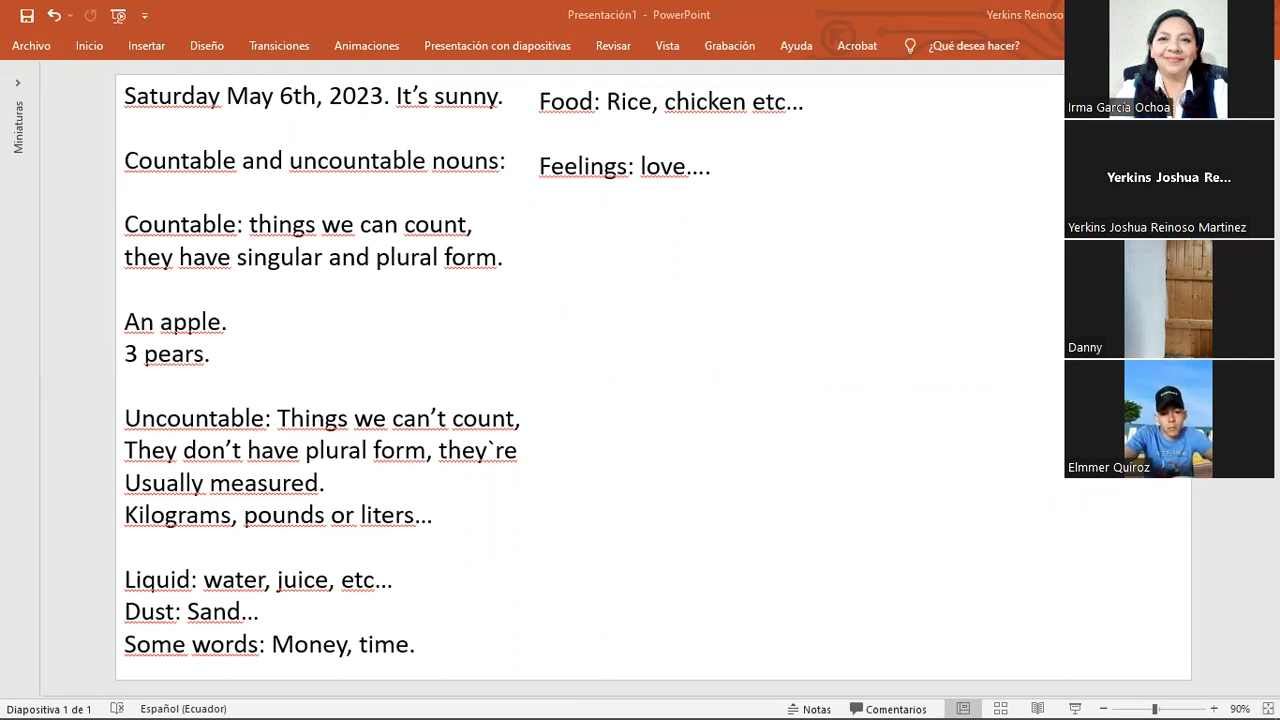 Presentación1 - PowerPoint
Yerkins Reinoso
Archivo
Inicio
Insertar
Diseño
Transiciones
Animaciones
Presentación con diapositivas
Revisar
Vista
Grabación
Ayuda
Acrobat
¿Qué desea hacer?
Miniaturas
Saturday May 6th, 2023. It’s sunny.
Countable and uncountable nouns:
Countable: things we can count,
they have singular and plural form.
An apple.
3 pears.
Uncountable: Things we can’t count,
They don’t have plural form, they`re
Usually measured.
Kilograms, pounds or liters…
Liquid: water, juice, etc…
Dust: Sand…
Some words: Money, time.
Food: Rice, chicken etc…
Feelings: love….
Irma Garcia Ochoa
Yerkins Joshua Re...
Yerkins Joshua Reinoso Martinez
Danny
Elmmer Quiroz
Diapositiva 1 de 1
Español (Ecuador)
Notas
Comentarios
90%